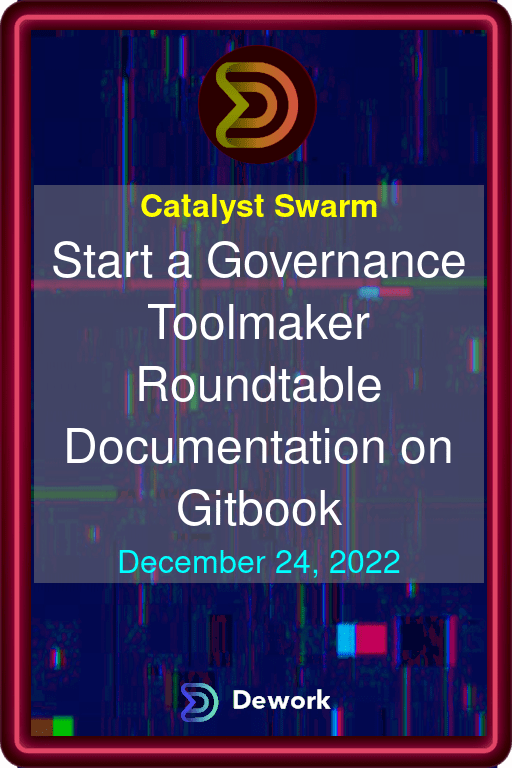 Catalyst Swarm
Start a Governance
Toolmaker
Roundtable
Documentation on
Gitbook
December 24, 2022
Dework